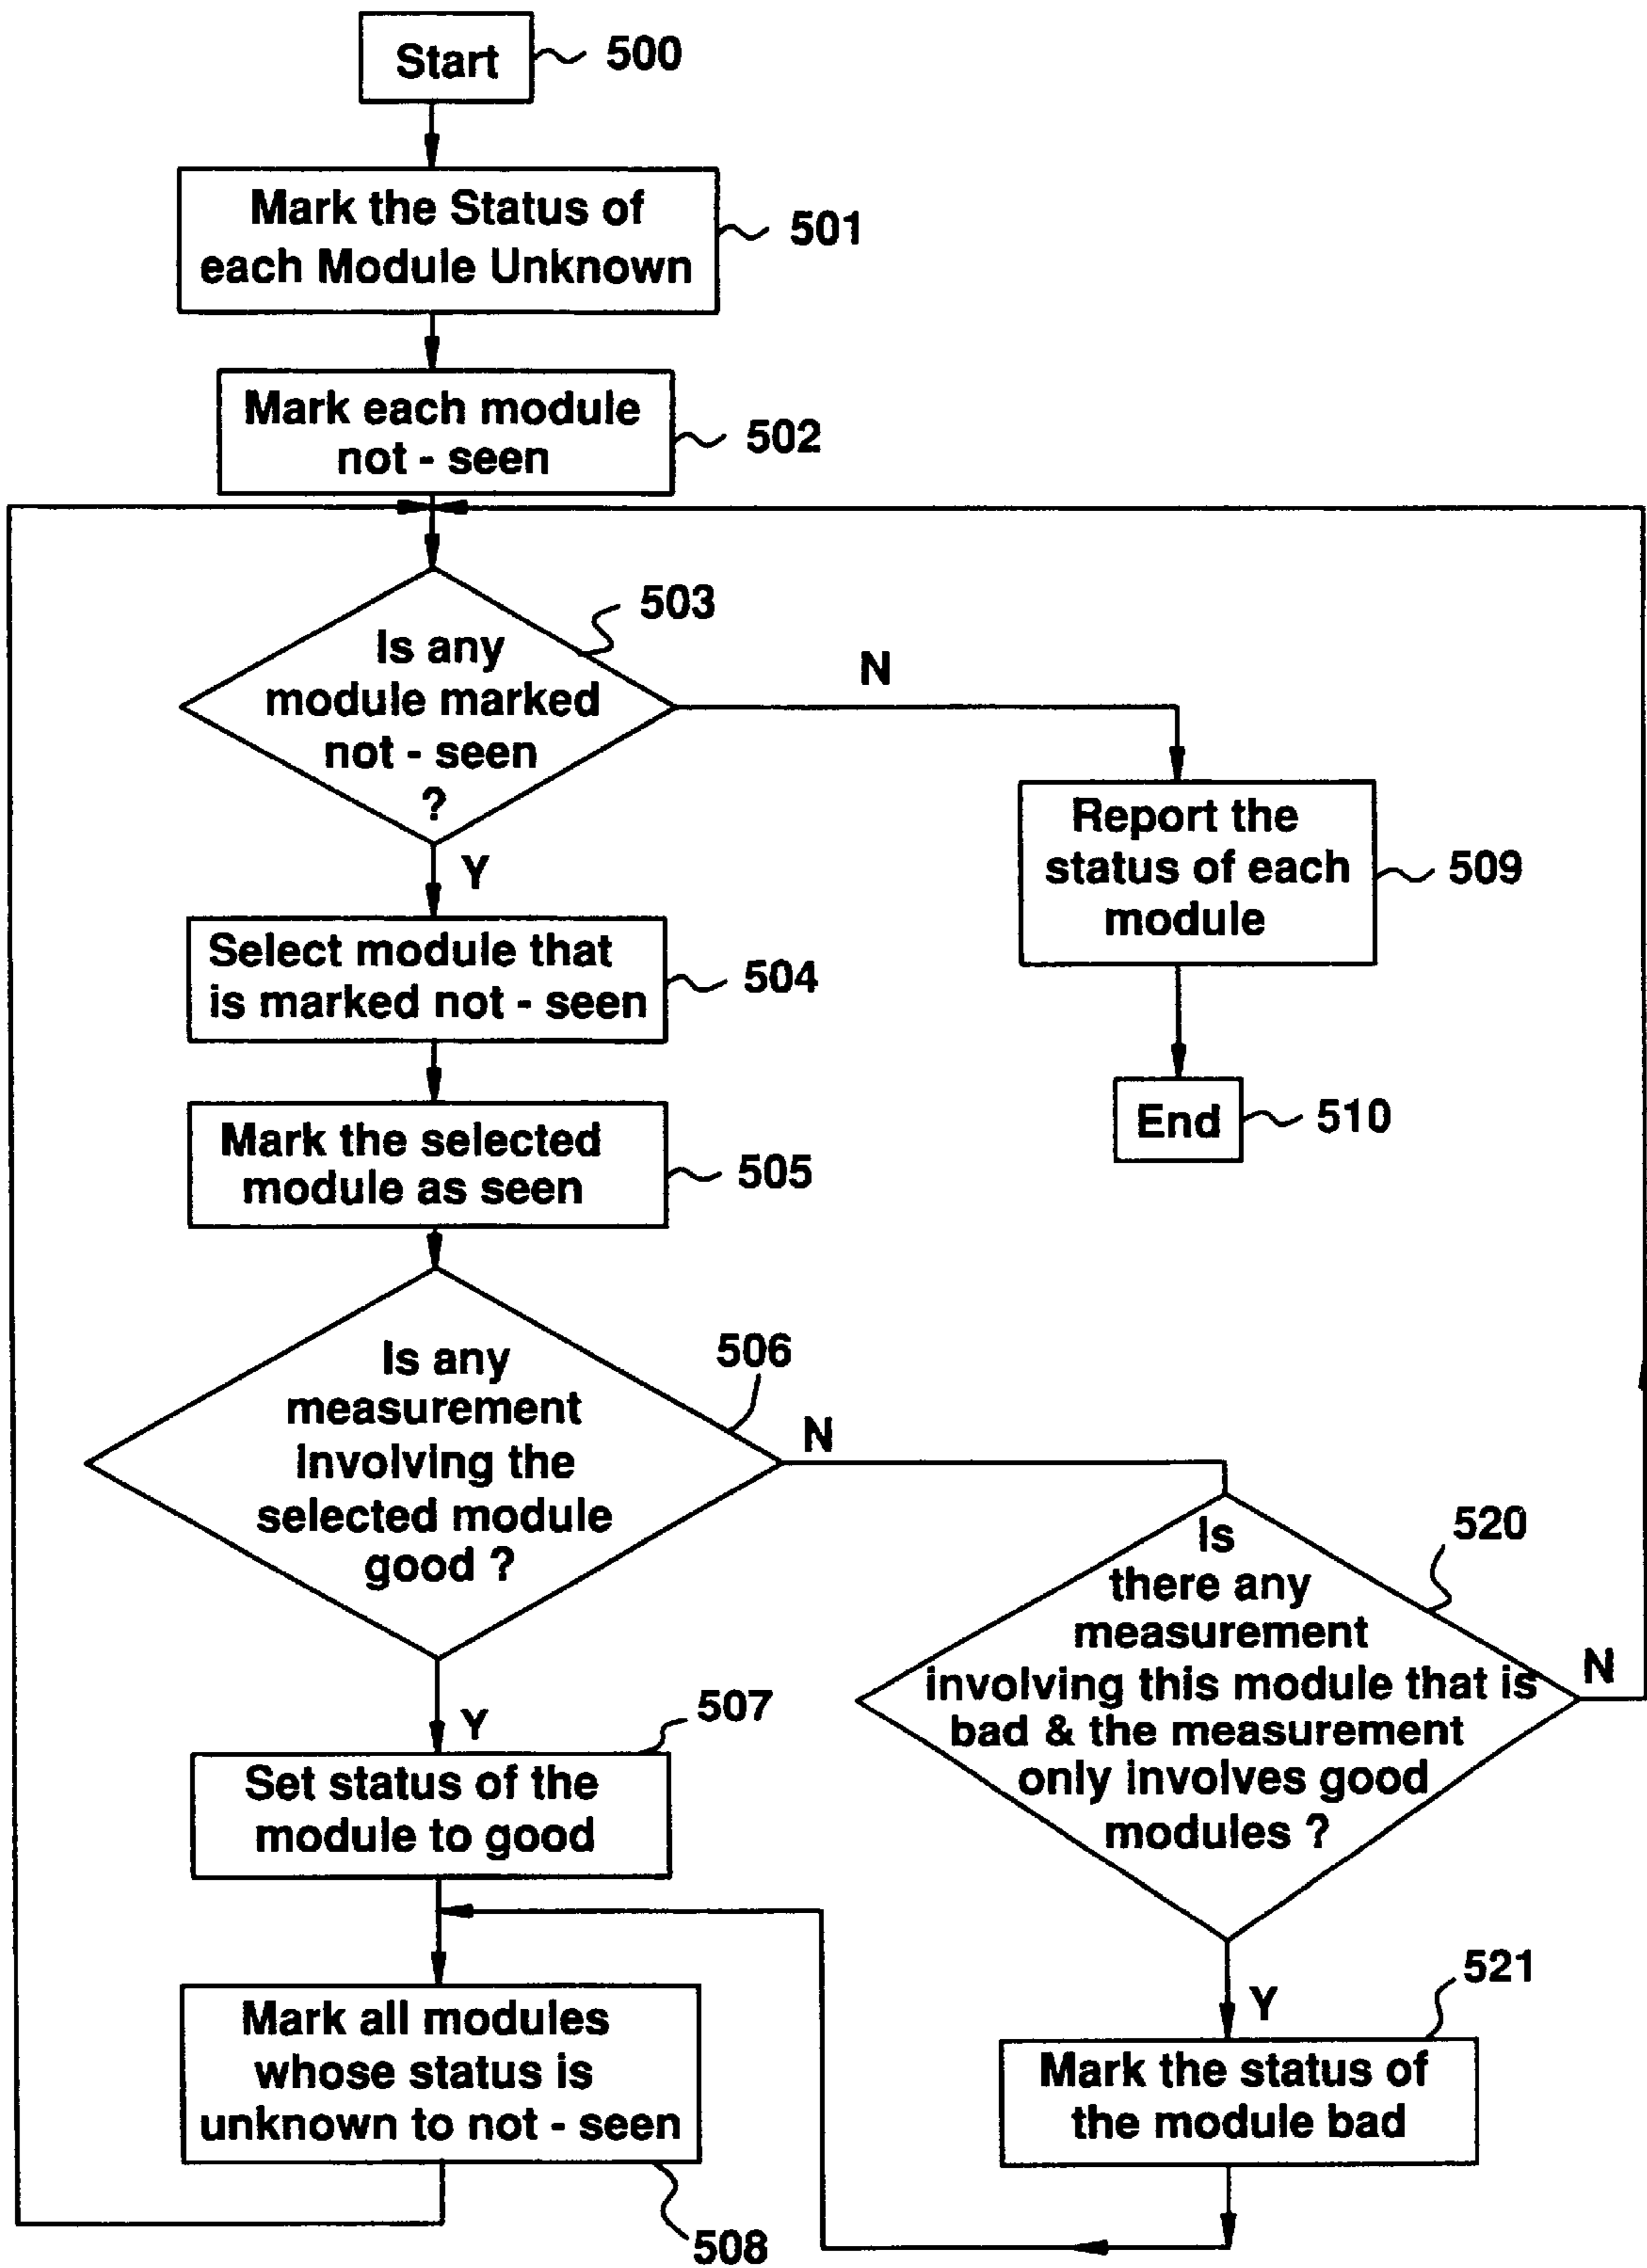 Start
500
Mark the Status of
each Module Unknown
501
Mark each module
not - seen
502
Is any
module marked
not - seen
?
503
N
Y
Report the
status of each
module
509
Select module that
is marked not - seen
504
End
510
Mark the selected
module as seen
505
Is any
measurement
involving the
selected module
good ?
506
N
Y
Is
there any
measurement
involving this module that is
bad & the measurement
only involves good
modules ?
520
N
Y
Set status of the
module to good
507
Mark all modules
whose status is
unknown to not - seen
508
Mark the status of
the module bad
521